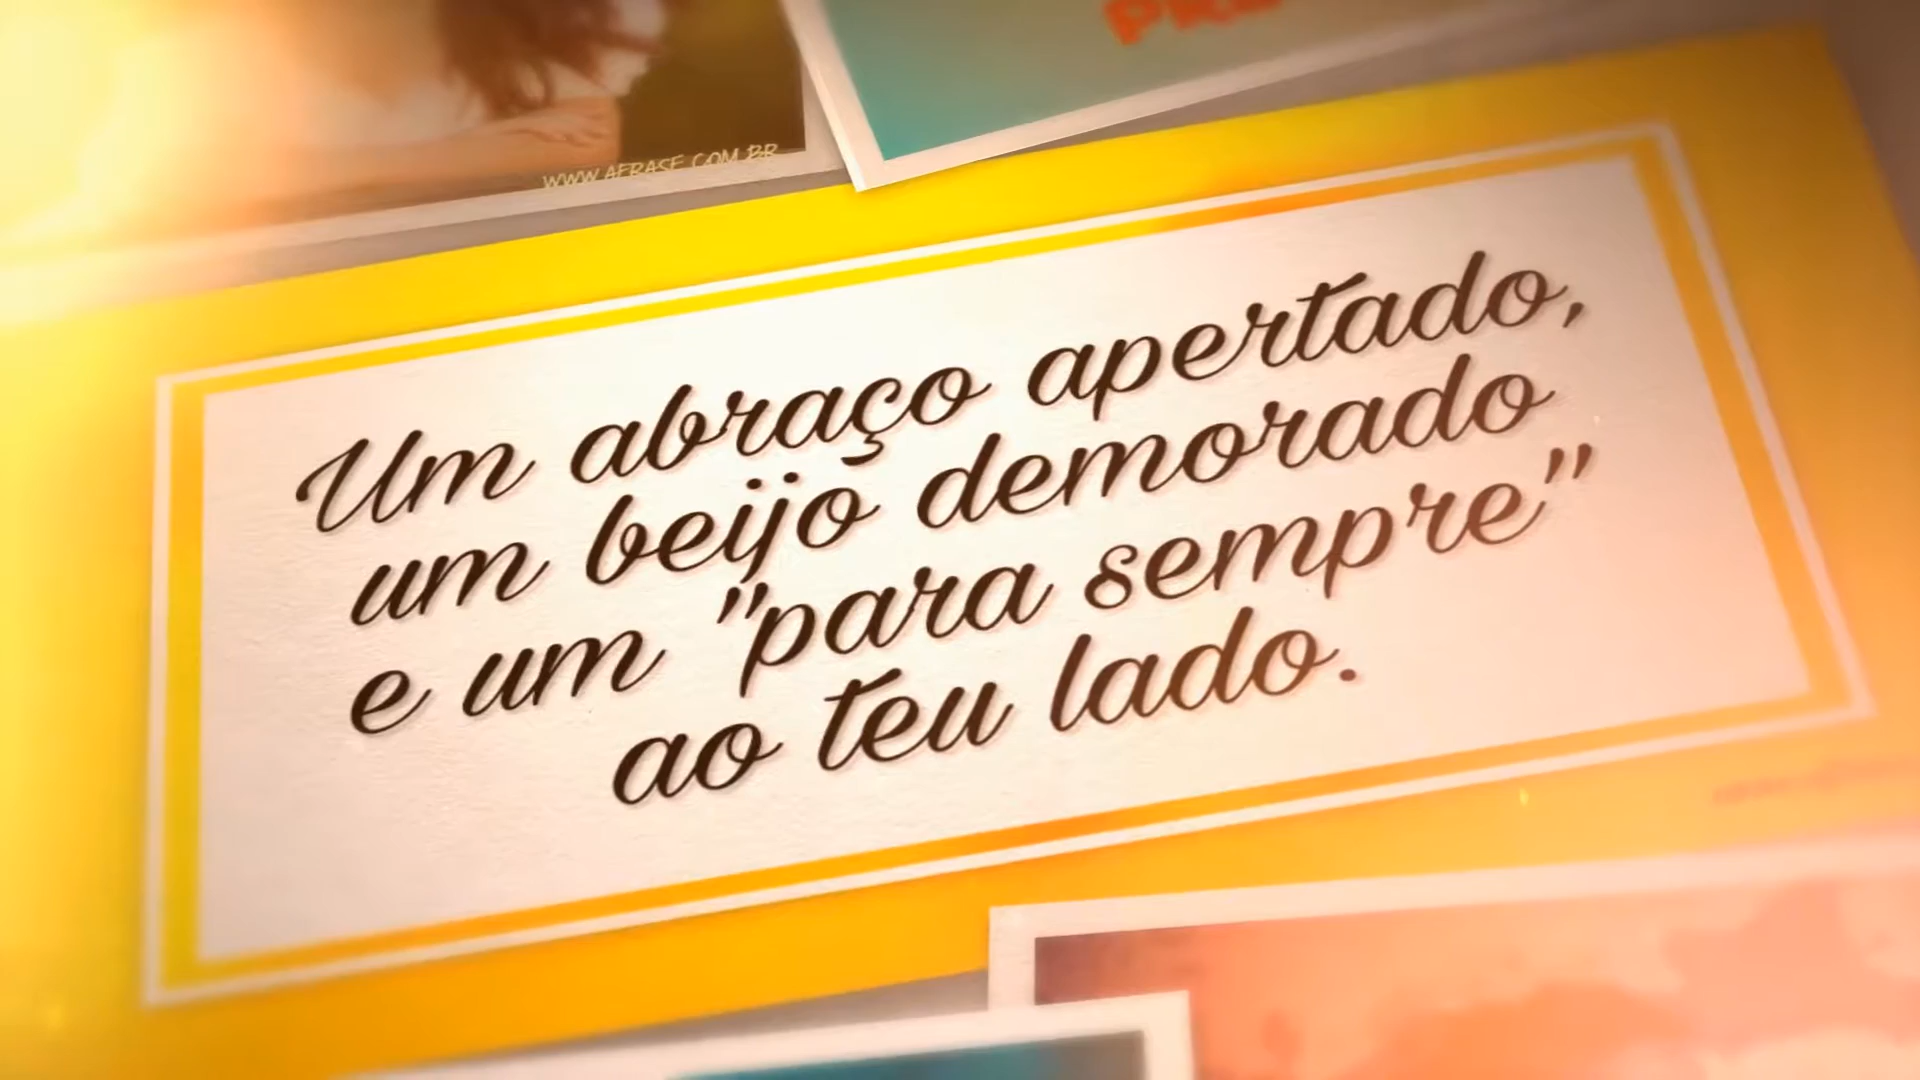 WWW.AFRASE.COM.BR
Um abraço apertado,
um beijo demorado
e um "para sempre"
ao teu lado.